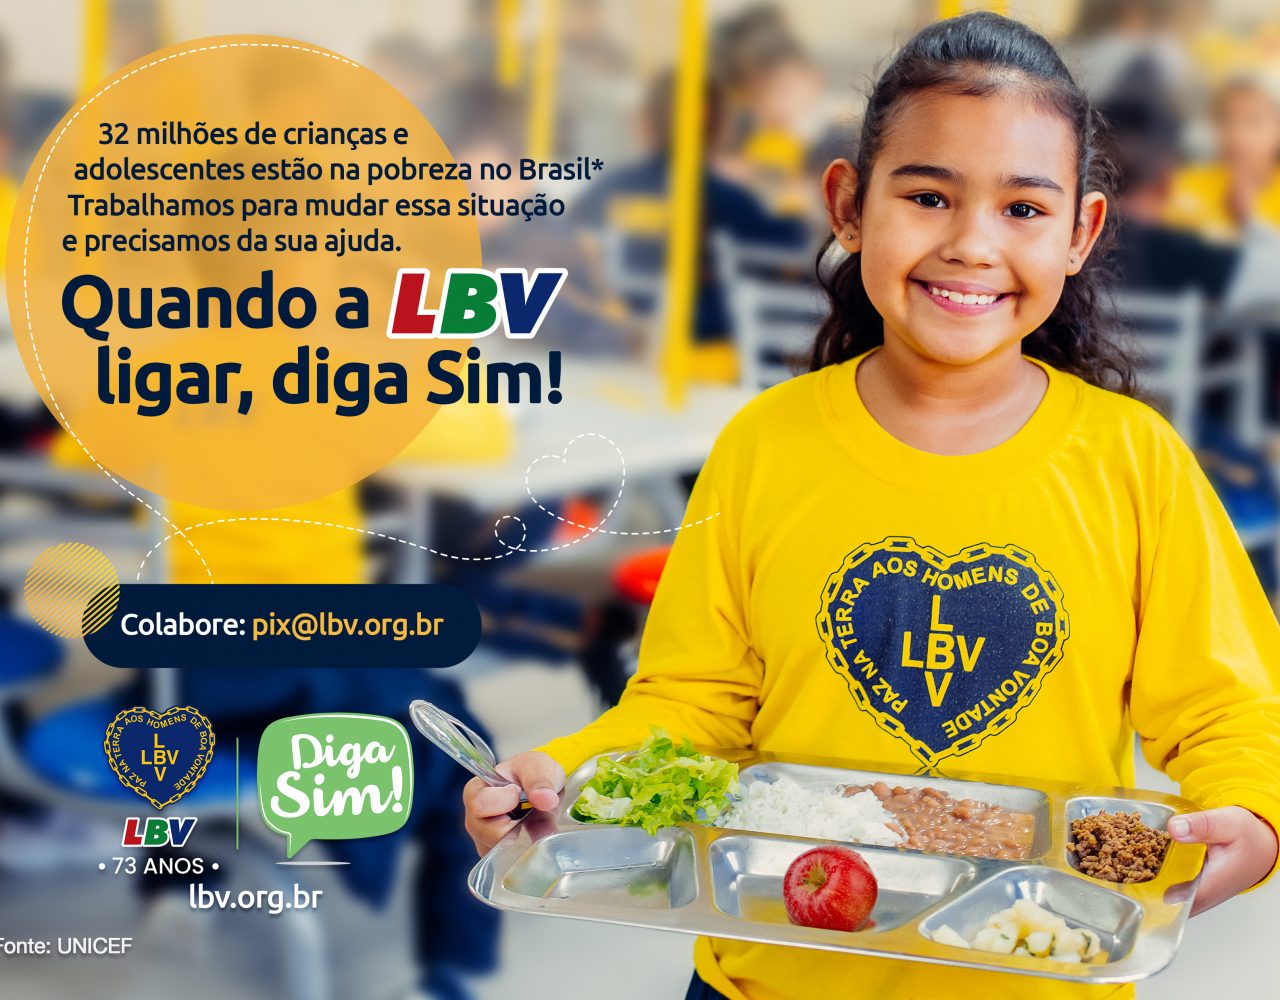 32 milhões de crianças e
adolescentes estão na pobreza no Brasil*
Trabalhamos para mudar essa situação
e precisamos da sua ajuda.
Quando a LBV
ligar, diga Sim!
Colabore: pix@lbv.org.br
PAZ NA TERRA AOS HOMENS DE BOA VONTADE
L
LBV
V
LBV
• 73 ANOS •
Diga
Sim!
lbv.org.br
Fonte: UNICEF
PAZ NA TERRA AOS HOMENS DE BOA VONTADE
L
LBV
V